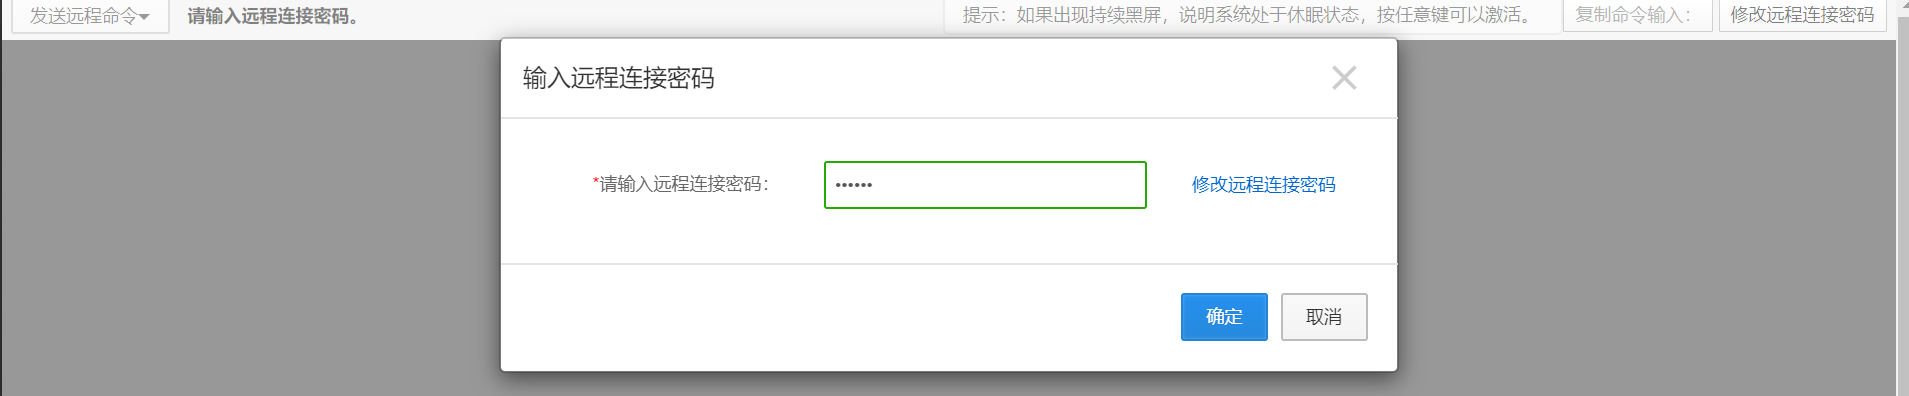 发送远程命令
请输入远程连接密码。
提示：如果出现持续黑屏，说明系统处于休眠状态，按任意键可以激活。
复制命令输入：
修改远程连接密码
输入远程连接密码
*请输入远程连接密码：
••••••
修改远程连接密码
确定
取消